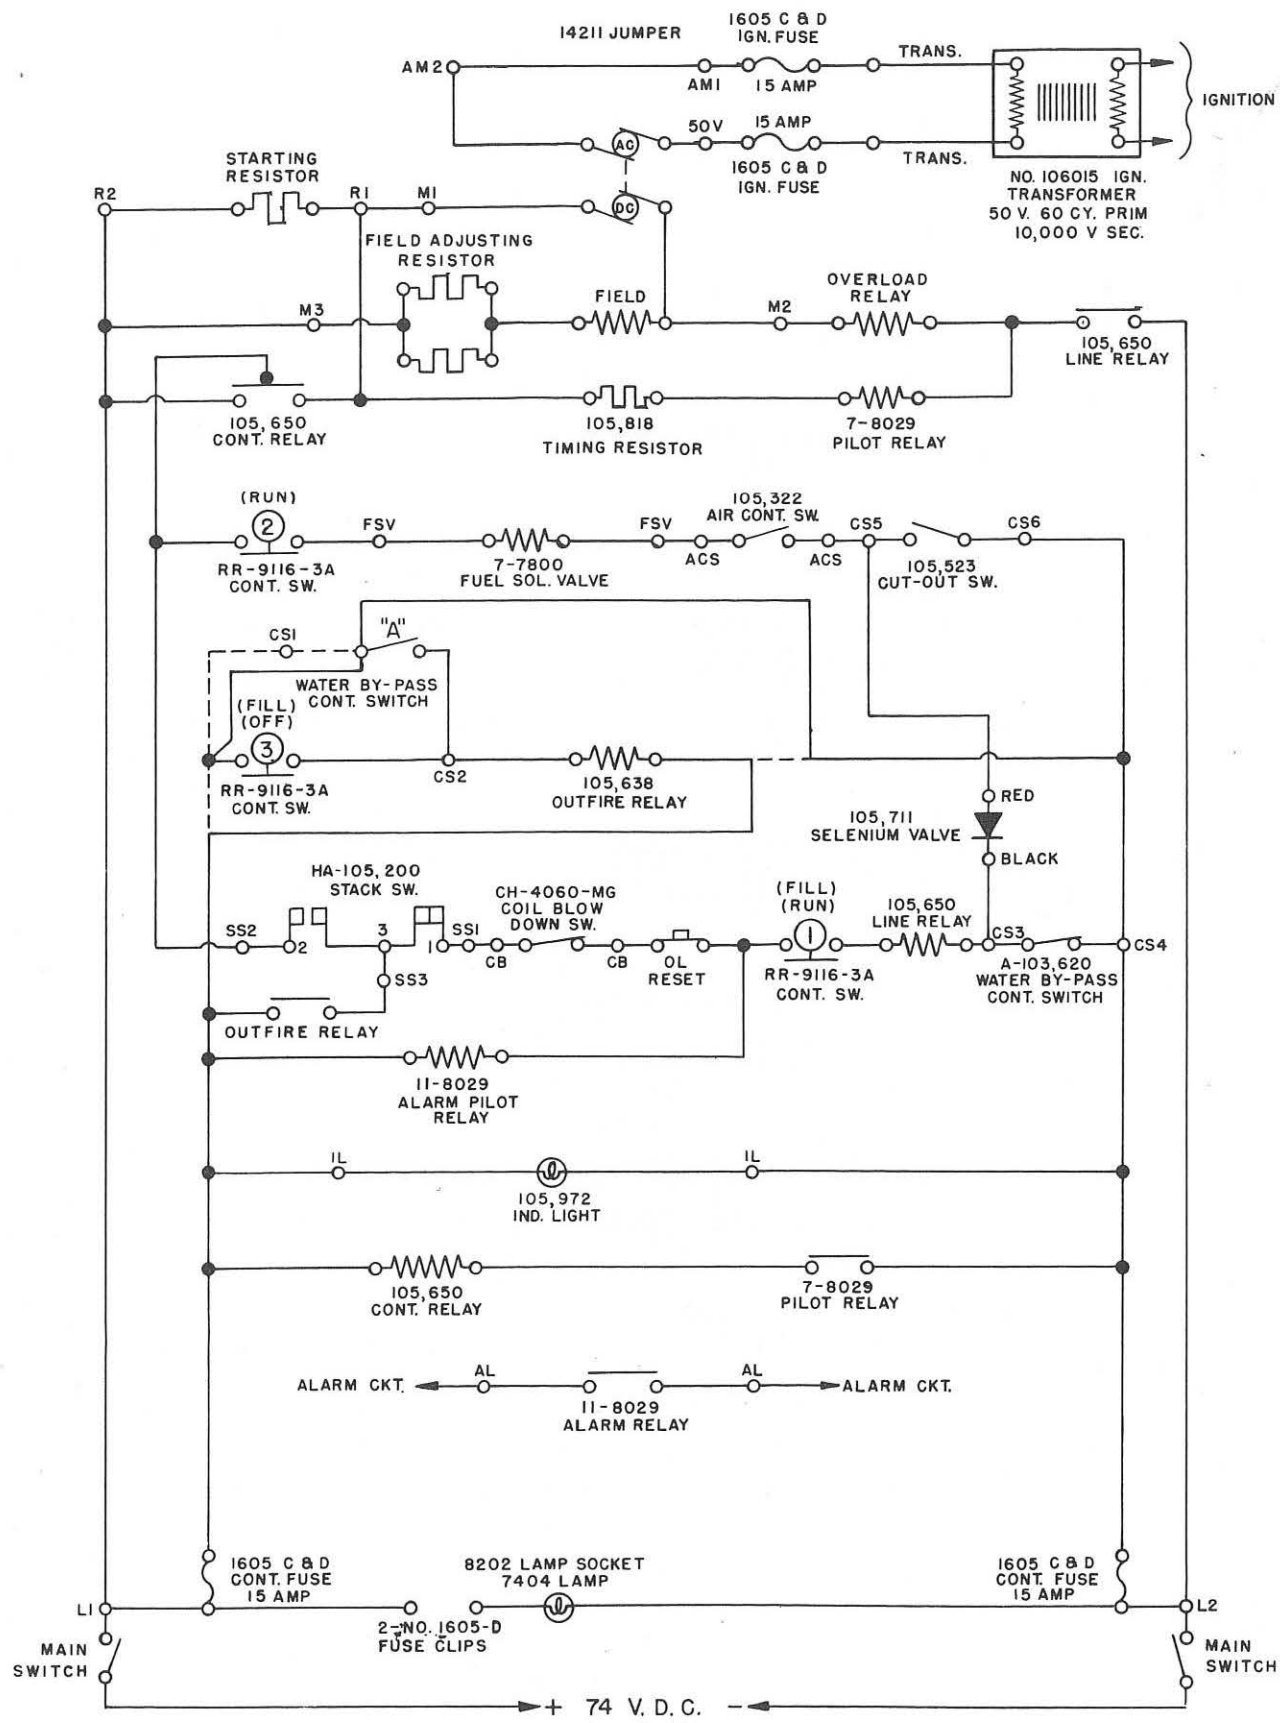 14211 JUMPER
1605 C & D
IGN. FUSE
TRANS.
AM2
AM1
15 AMP
IGNITION
AC
50V
15 AMP
1605 C & D
IGN. FUSE
TRANS.
NO. 106015 IGN.
TRANSFORMER
50 V. 60 CY. PRIM
10,000 V SEC.
STARTING
RESISTOR
R2
R1
M1
DC
FIELD ADJUSTING
RESISTOR
M3
FIELD
M2
OVERLOAD
RELAY
105,650
LINE RELAY
105,650
CONT. RELAY
105,818
TIMING RESISTOR
7-8029
PILOT RELAY
(RUN)
2
RR-9116-3A
CONT. SW.
FSV
7-7800
FUEL SOL. VALVE
FSV
ACS
105,322
AIR CONT. SW.
ACS
CS5
105,523
CUT-OUT SW.
CS6
CS1
"A"
WATER BY-PASS
CONT. SWITCH
(FILL)
(OFF)
3
RR-9116-3A
CONT. SW.
CS2
105,638
OUTFIRE RELAY
RED
105,711
SELENIUM VALVE
BLACK
HA-105,200
STACK SW.
SS2
2
3
1
SS1
SS3
CH-4060-MG
COIL BLOW
DOWN SW.
CB
CB
OL
RESET
(FILL)
(RUN)
1
RR-9116-3A
CONT. SW.
105,650
LINE RELAY
CS3
CS4
A-103,620
WATER BY-PASS
CONT. SWITCH
OUTFIRE RELAY
11-8029
ALARM PILOT
RELAY
IL
IL
105,972
IND. LIGHT
105,650
CONT. RELAY
7-8029
PILOT RELAY
ALARM CKT.
AL
AL
ALARM CKT.
11-8029
ALARM RELAY
1605 C & D
CONT. FUSE
15 AMP
8202 LAMP SOCKET
7404 LAMP
1605 C & D
CONT. FUSE
15 AMP
L1
L2
2-NO. 1605-D
FUSE CLIPS
MAIN
SWITCH
MAIN
SWITCH
+ 74 V. D. C. -